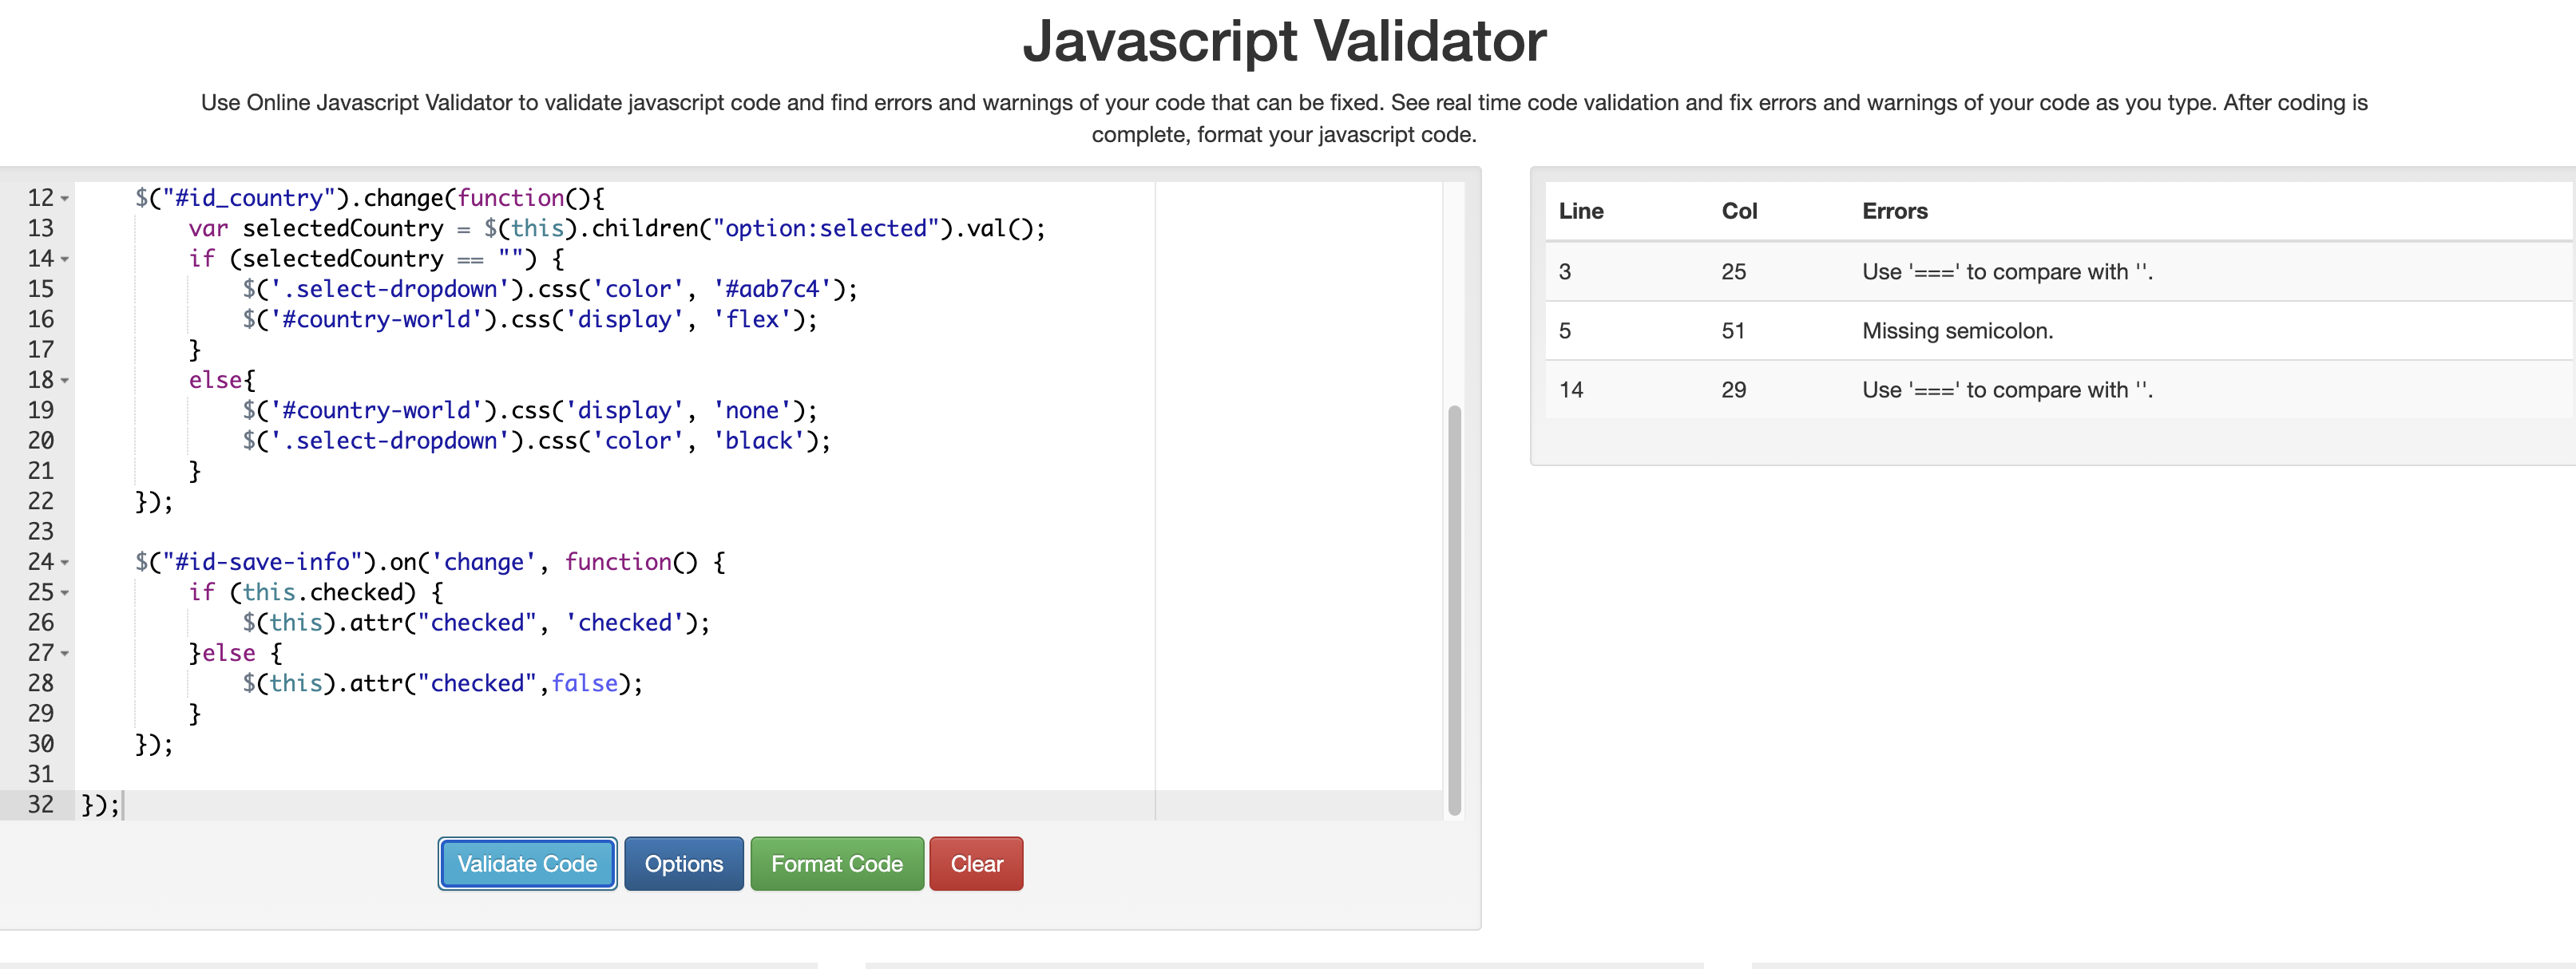 Javascript Validator
Use Online Javascript Validator to validate javascript code and find errors and warnings of your code that can be fixed. See real time code validation and fix errors and warnings of your code as you type. After coding is
complete, format your javascript code.
12 $("#id_country").change(function(){
13 var selectedCountry = $(this).children("option:selected").val();
14 if (selectedCountry == "") {
15 $('.select-dropdown').css('color', '#aab7c4');
16 $('#country-world').css('display', 'flex');
17 }
18 else{
19 $('#country-world').css('display', 'none');
20 $('.select-dropdown').css('color', 'black');
21 }
22 });
23
24 $("#id-save-info").on('change', function() {
25 if (this.checked) {
26 $(this).attr("checked", 'checked');
27 }else {
28 $(this).attr("checked",false);
29 }
30 });
31
32 });
Validate Code Options Format Code Clear
Line Col Errors
3 25 Use '===' to compare with ''.
5 51 Missing semicolon.
14 29 Use '===' to compare with ''.